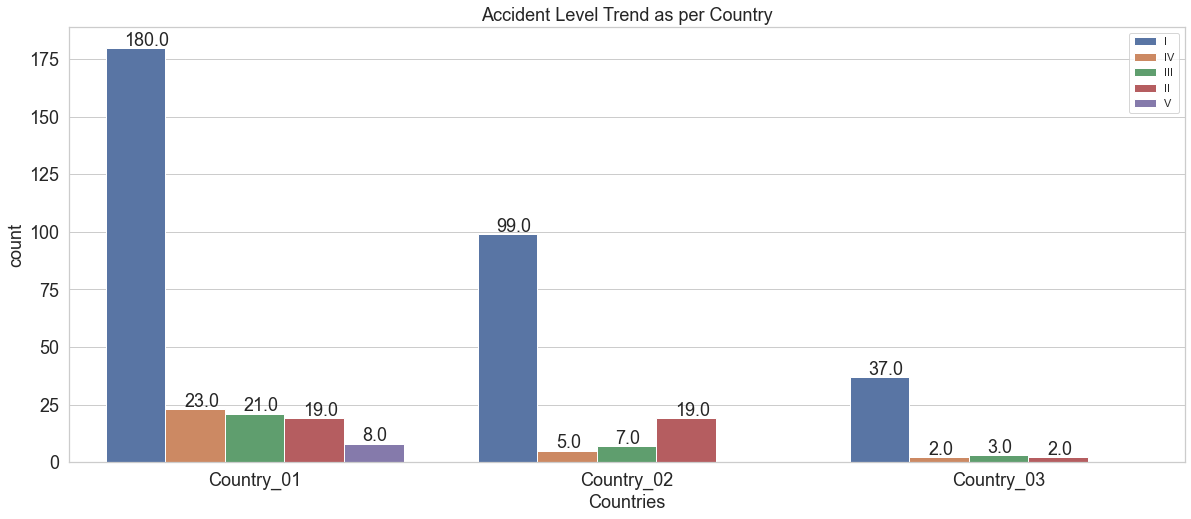 Accident Level Trend as per Country
I
IV
III
II
V
count
175
150
125
100
75
50
25
0
180.0
23.0
21.0
19.0
8.0
99.0
5.0
7.0
19.0
37.0
2.0
3.0
2.0
Country_01
Country_02
Country_03
Countries